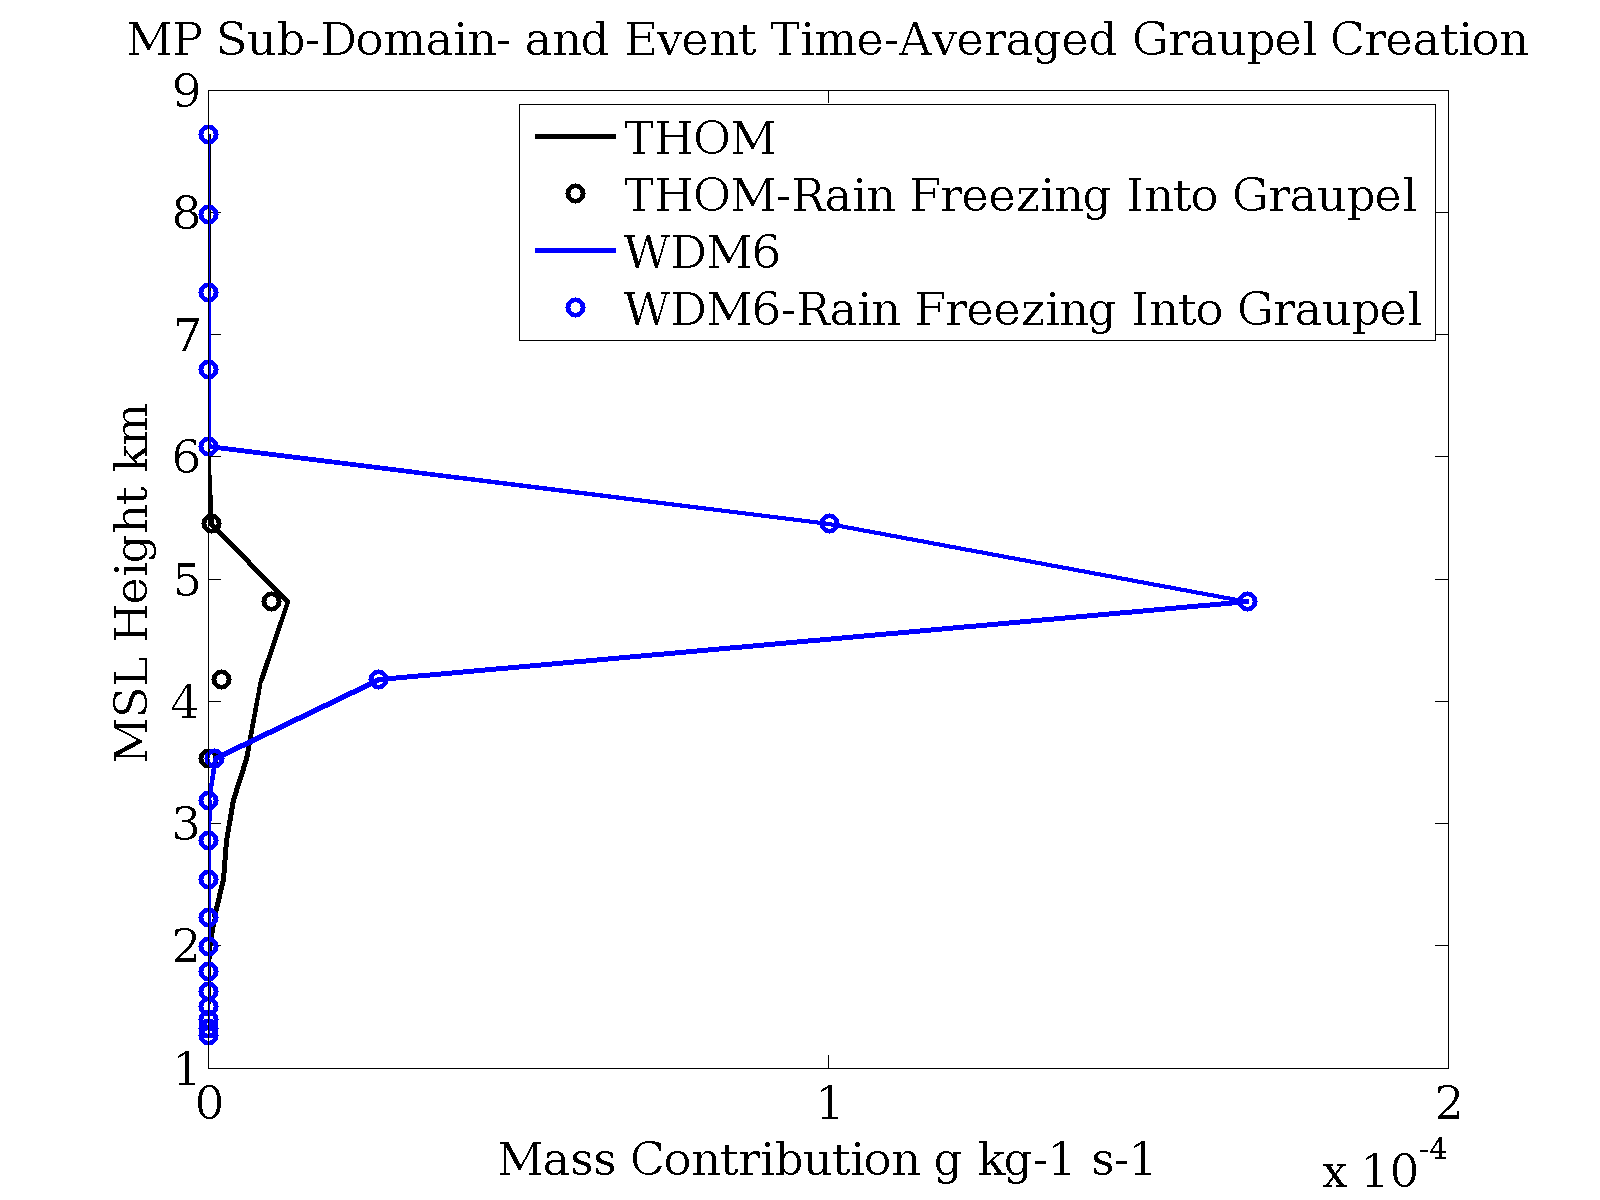 MP Sub-Domain- and Event Time-Averaged Graupel Creation
THOM
THOM-Rain Freezing Into Graupel
WDM6
WDM6-Rain Freezing Into Graupel
MSL Height km
9
8
7
6
5
4
3
2
1
0 1 2
Mass Contribution g kg-1 s-1
x 10-4